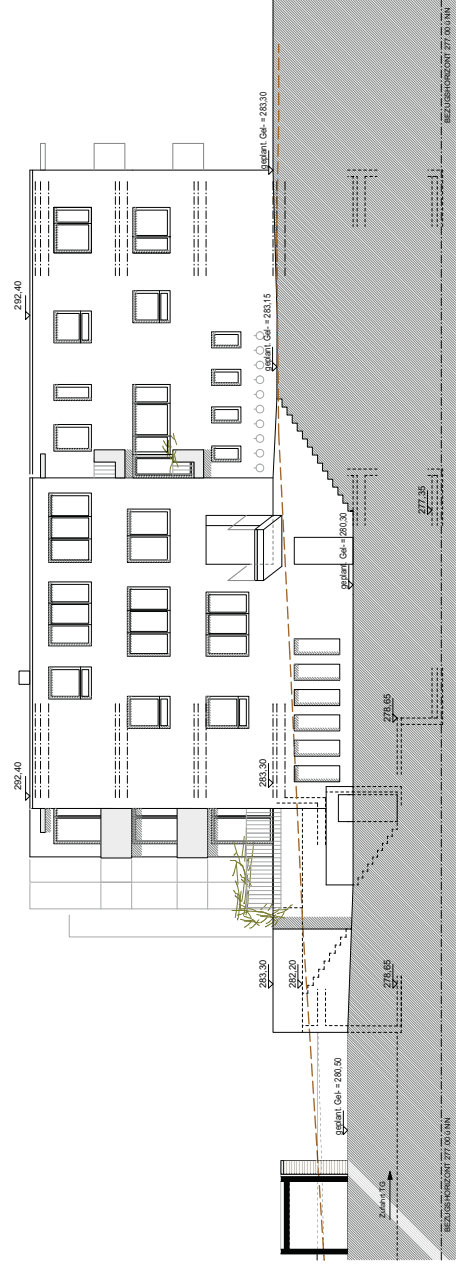 292,40
292,40
geplant. Gel- = 283,30
geplant. Gel- = 283,15
geplant. Gel- = 280,30
277,35
278,65
283,30
283,30
282,20
278,65
geplant. Gel- = 280,50
Zufahrt TG
BEZUGSHORIZONT 277.00 ü NN
BEZUGSHORIZONT 277.00 ü NN